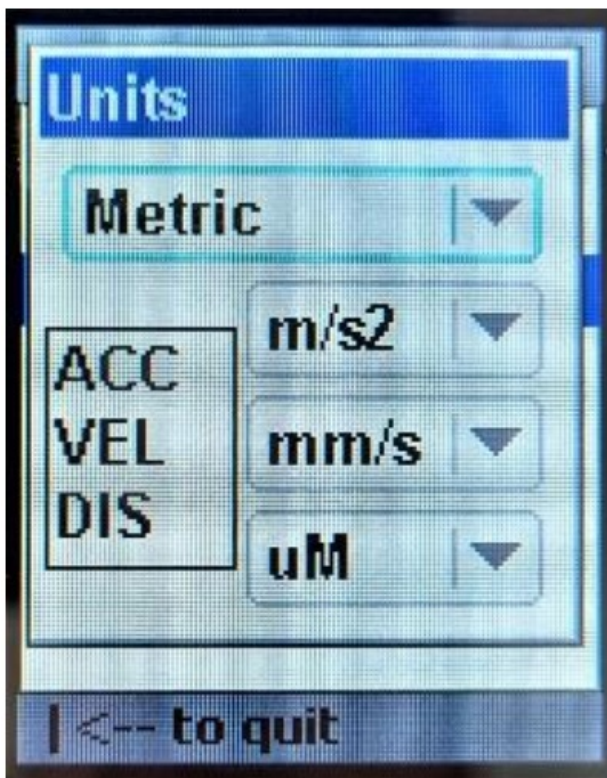 Units
Metric
m/s2
ACC
VEL
mm/s
DIS
uM
|<-- to quit